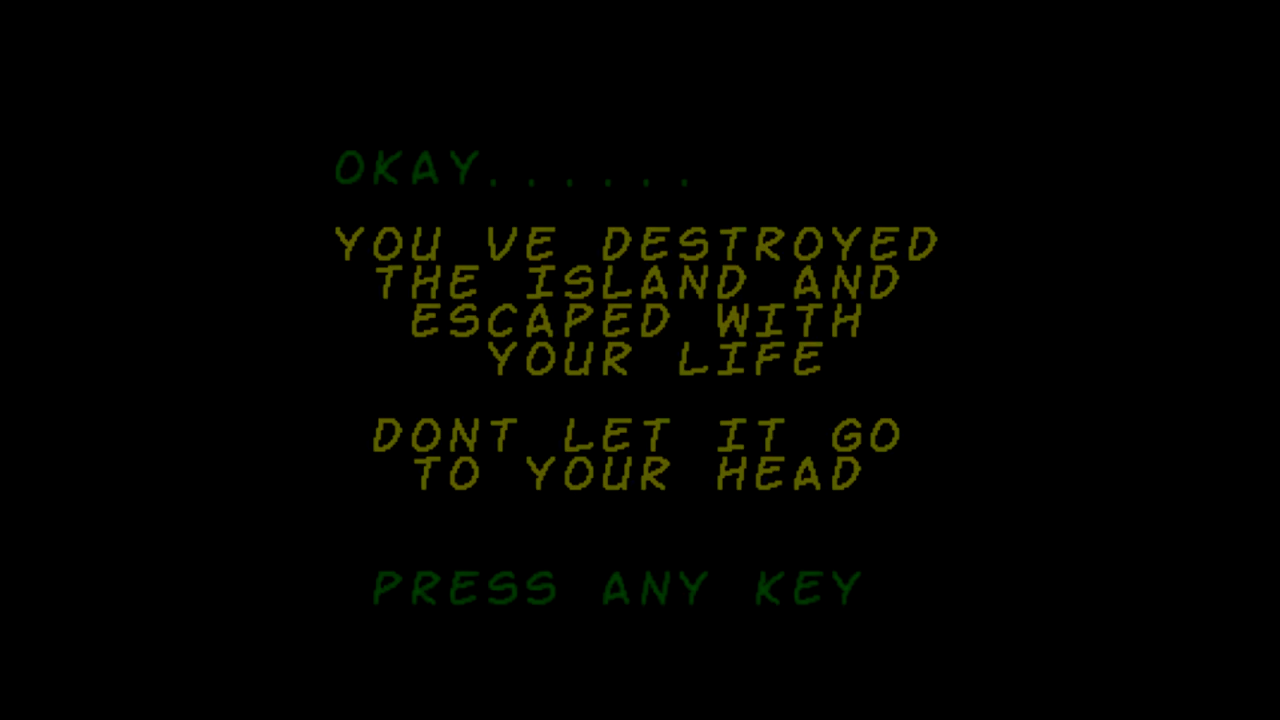 OKAY......
YOU VE DESTROYED
THE ISLAND AND
ESCAPED WITH
YOUR LIFE
DONT LET IT GO
TO YOUR HEAD
PRESS ANY KEY